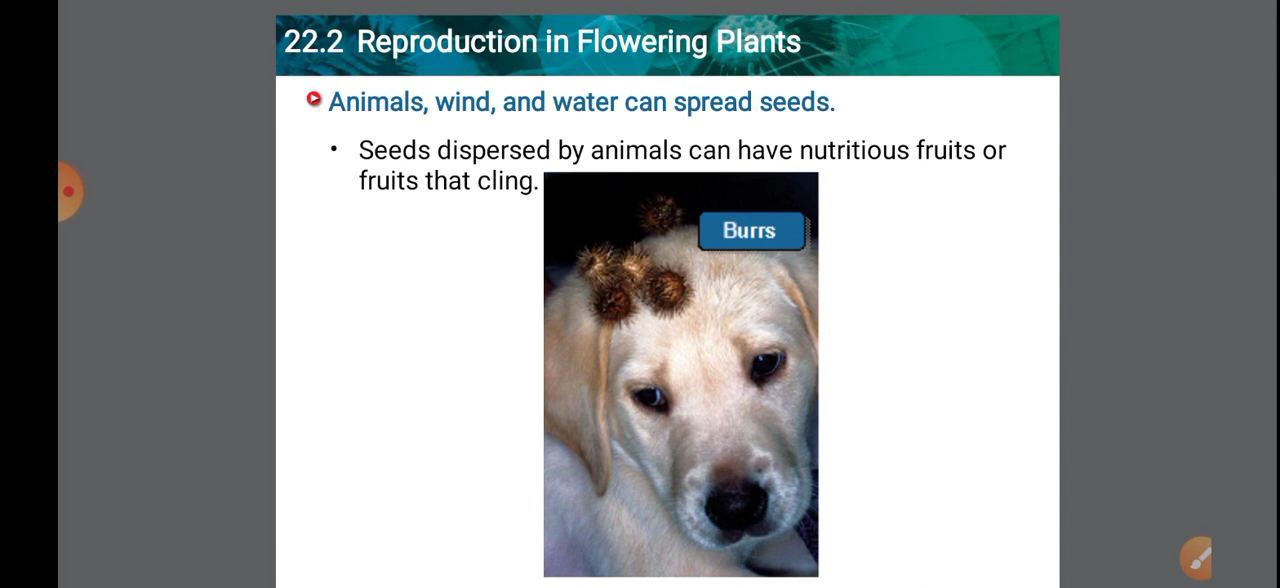 22.2 Reproduction in Flowering Plants
Animals, wind, and water can spread seeds.
• Seeds dispersed by animals can have nutritious fruits or
fruits that cling.
Burrs